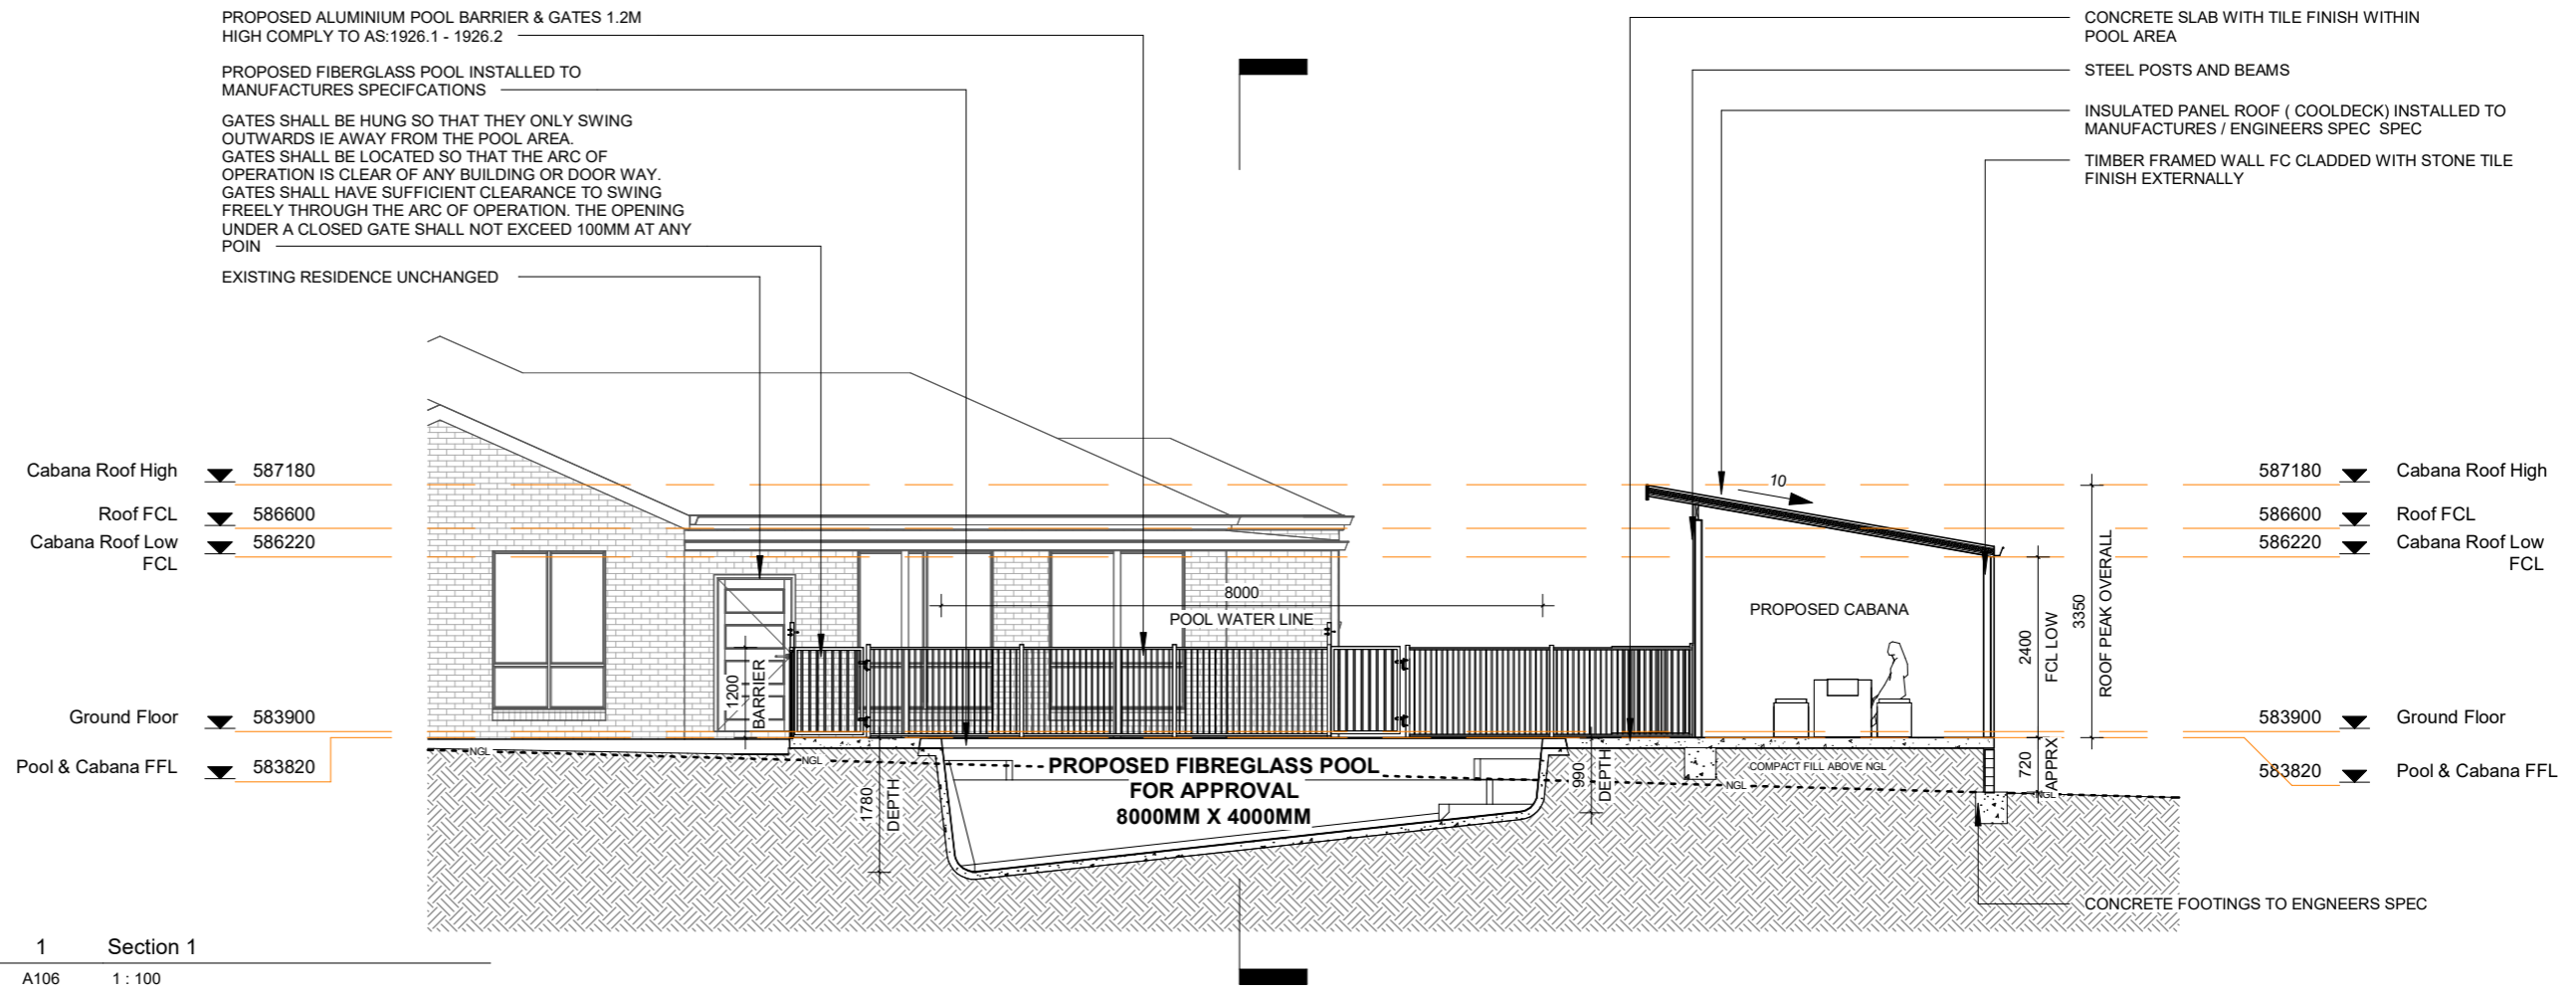 PROPOSED ALUMINIUM POOL BARRIER & GATES 1.2M
HIGH COMPLY TO AS:1926.1 - 1926.2
PROPOSED FIBERGLASS POOL INSTALLED TO
MANUFACTURES SPECIFCATIONS
GATES SHALL BE HUNG SO THAT THEY ONLY SWING
OUTWARDS IE AWAY FROM THE POOL AREA.
GATES SHALL BE LOCATED SO THAT THE ARC OF
OPERATION IS CLEAR OF ANY BUILDING OR DOOR WAY.
GATES SHALL HAVE SUFFICIENT CLEARANCE TO SWING
FREELY THROUGH THE ARC OF OPERATION. THE OPENING
UNDER A CLOSED GATE SHALL NOT EXCEED 100MM AT ANY
POIN
EXISTING RESIDENCE UNCHANGED
CONCRETE SLAB WITH TILE FINISH WITHIN
POOL AREA
STEEL POSTS AND BEAMS
INSULATED PANEL ROOF ( COOLDECK) INSTALLED TO
MANUFACTURES / ENGINEERS SPEC  SPEC
TIMBER FRAMED WALL FC CLADDED WITH STONE TILE
FINISH EXTERNALLY
Cabana Roof High 587180
Roof FCL 586600
Cabana Roof Low
FCL 586220
Ground Floor 583900
Pool & Cabana FFL 583820
587180 Cabana Roof High
586600 Roof FCL
586220 Cabana Roof Low
FCL
583900 Ground Floor
583820 Pool & Cabana FFL
10
8000
POOL WATER LINE
PROPOSED CABANA
1200
BARRIER
2400
FCL LOW
3350
ROOF PEAK OVERALL
720
APPRX
NGL
NGL
NGL
NGL
COMPACT FILL ABOVE NGL
1780
DEPTH
990
DEPTH
PROPOSED FIBREGLASS POOL
FOR APPROVAL
8000MM X 4000MM
CONCRETE FOOTINGS TO ENGNEERS SPEC
1 Section 1
A106 1 : 100